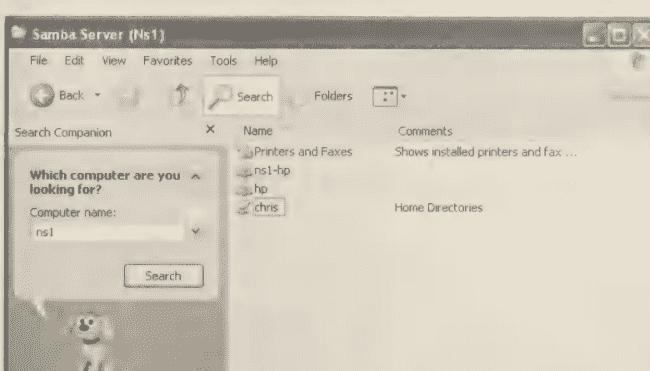 Samba Server (Ns1)
File Edit View Favorites Tools Help
Back Search Folders
Search Companion X Name Comments
Printers and Faxes Shows installed printers and fax ...
Which computer are you looking for?
ns1-hp
hp
Computer name:
chris Home Directories
ns1
Search